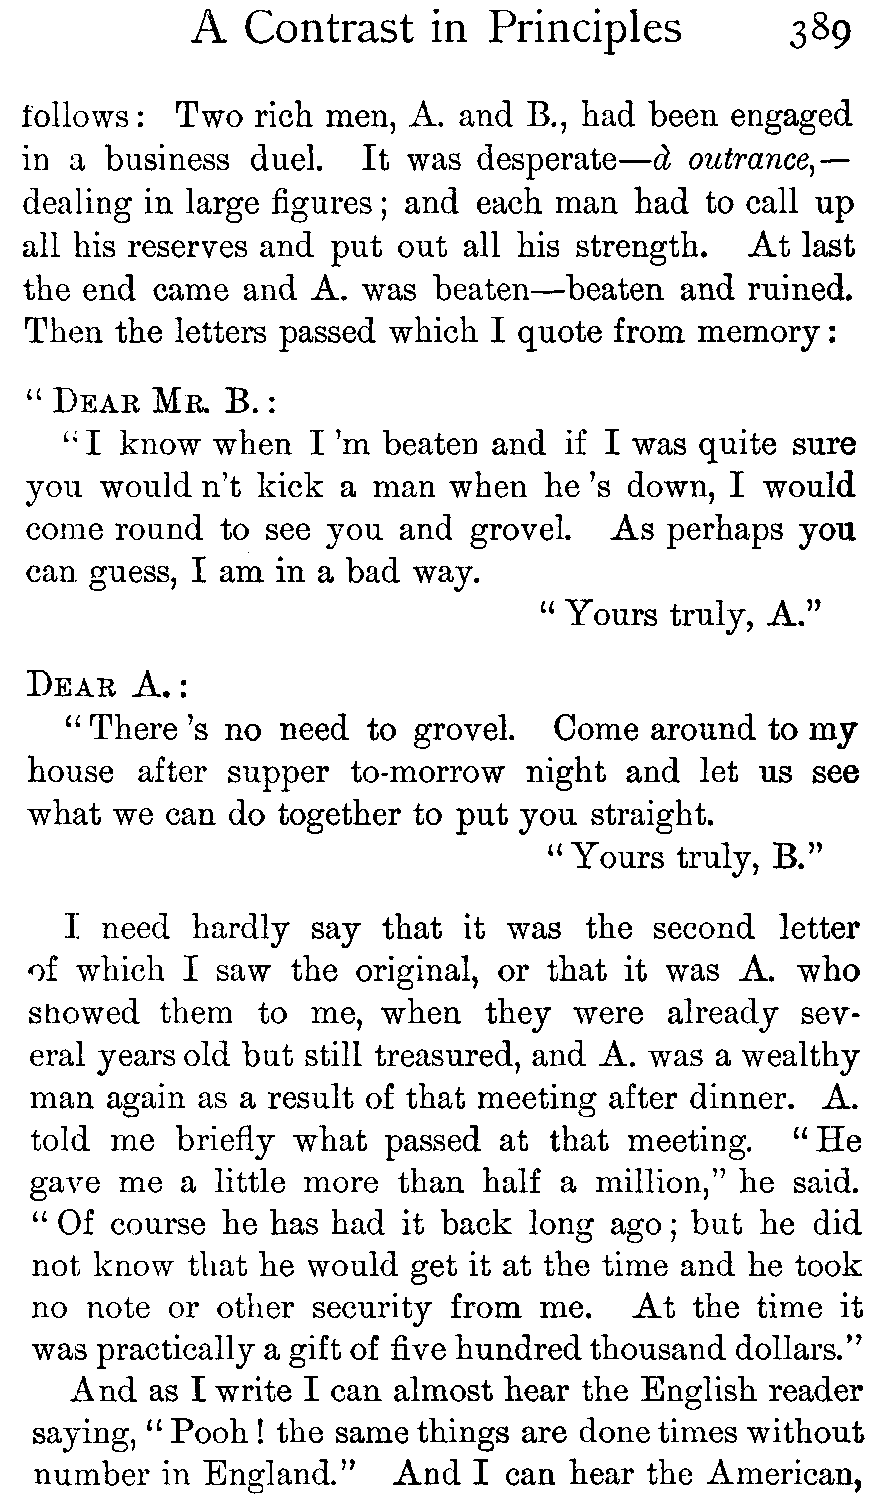 A Contrast in Principles 389
follows: Two rich men, A. and B., had been engaged
in a business duel. It was desperate—à outrance,—
dealing in large figures; and each man had to call up
all his reserves and put out all his strength. At last
the end came and A. was beaten—beaten and ruined.
Then the letters passed which I quote from memory:
“DEAR MR. B.:
“I know when I'm beaten and if I was quite sure
you wouldn't kick a man when he's down, I would
come round to see you and grovel. As perhaps you
can guess, I am in a bad way.
“Yours truly, A.”
DEAR A.:
“There's no need to grovel. Come around to my
house after supper to-morrow night and let us see
what we can do together to put you straight.
“Yours truly, B.”
I need hardly say that it was the second letter
of which I saw the original, or that it was A. who
showed them to me, when they were already sev-
eral years old but still treasured, and A. was a wealthy
man again as a result of that meeting after dinner. A.
told me briefly what passed at that meeting. “He
gave me a little more than half a million,” he said.
“Of course he has had it back long ago; but he did
not know that he would get it at the time and he took
no note or other security from me. At the time it
was practically a gift of five hundred thousand dollars.”
And as I write I can almost hear the English reader
saying, “Pooh! the same things are done times without
number in England.” And I can hear the American,